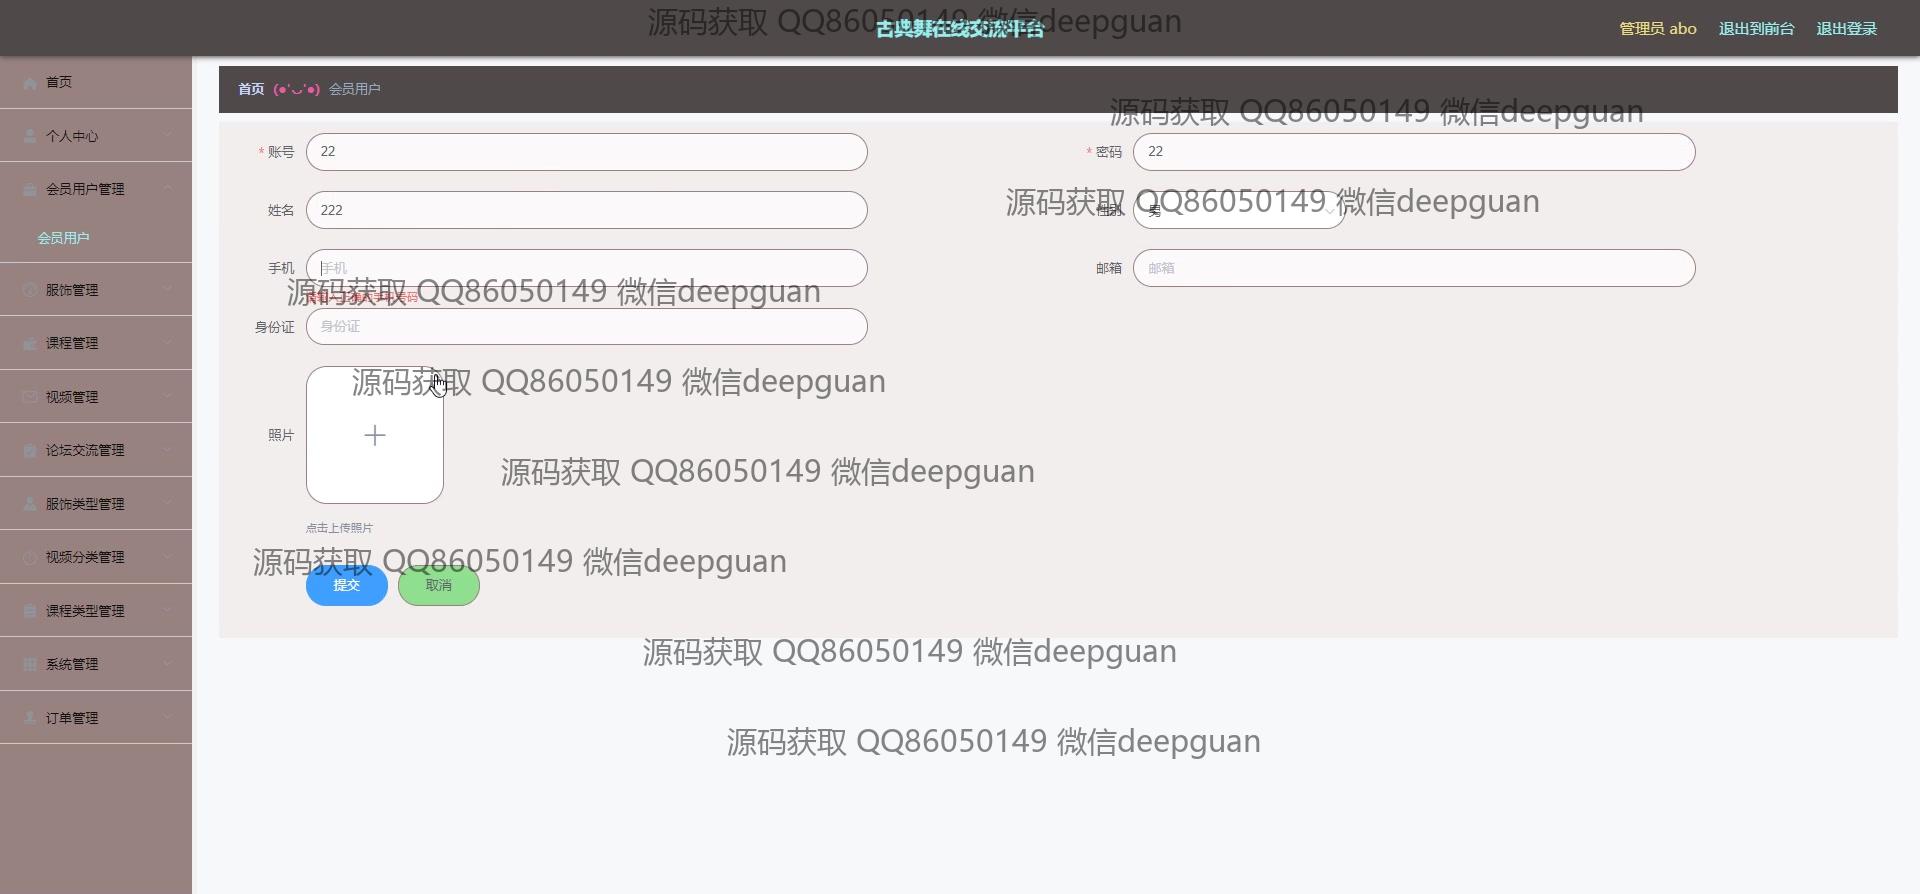 源码获取 QQ86050149 微信deepguan
古典舞在线交流平台
管理员 abo 退出到前台 退出登录
首页
个人中心
会员用户管理
会员用户
服饰管理
课程管理
视频管理
论坛交流管理
服饰类型管理
视频分类管理
课程类型管理
系统管理
订单管理
首页 (●'◡'●) 会员用户
源码获取 QQ86050149 微信deepguan
* 账号 22
* 密码 22
源码获取 QQ86050149 微信deepguan
姓名 222
性别 男
手机 手机
邮箱 邮箱
请输入正确的手机号码
源码获取 QQ86050149 微信deepguan
身份证 身份证
源码获取 QQ86050149 微信deepguan
照片
源码获取 QQ86050149 微信deepguan
点击上传照片
源码获取 QQ86050149 微信deepguan
提交 取消
源码获取 QQ86050149 微信deepguan
源码获取 QQ86050149 微信deepguan